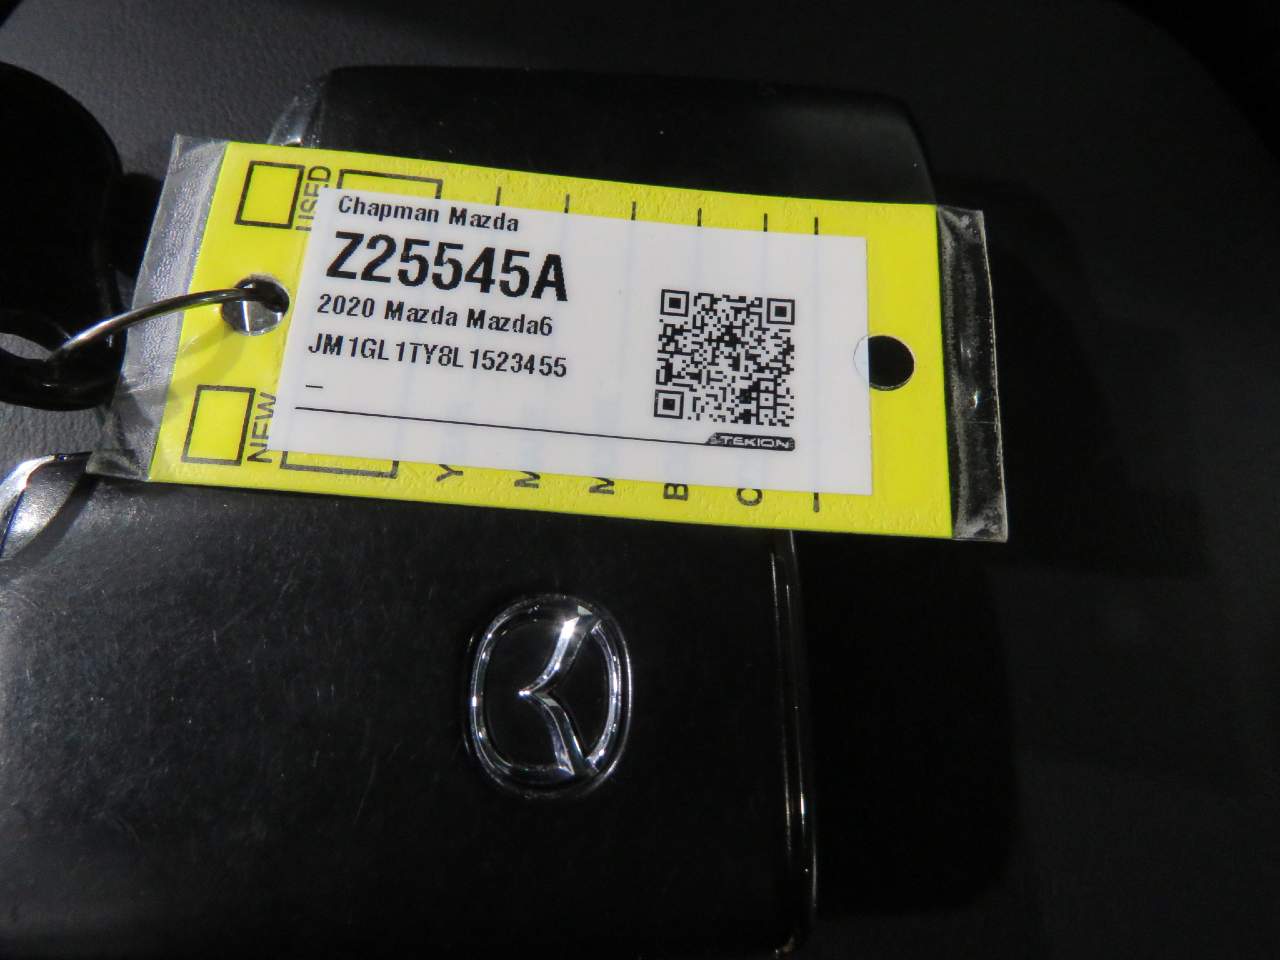 USED
Chapman Mazda
Z25545A
2020 Mazda Mazda6
JM1GL1TY8L1523455
_
TEKION
NEW
Y
M
M
B
C